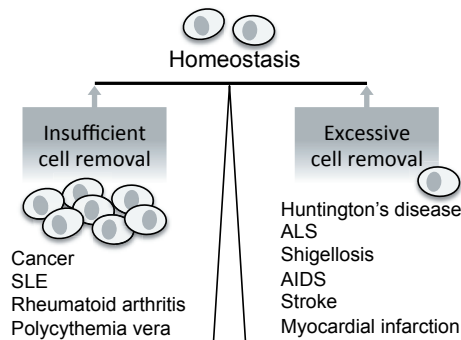 Homeostasis
Insufficient
cell removal
Cancer
SLE
Rheumatoid arthritis
Polycythemia vera
Excessive
cell removal
Huntington's disease
ALS
Shigellosis
AIDS
Stroke
Myocardial infarction